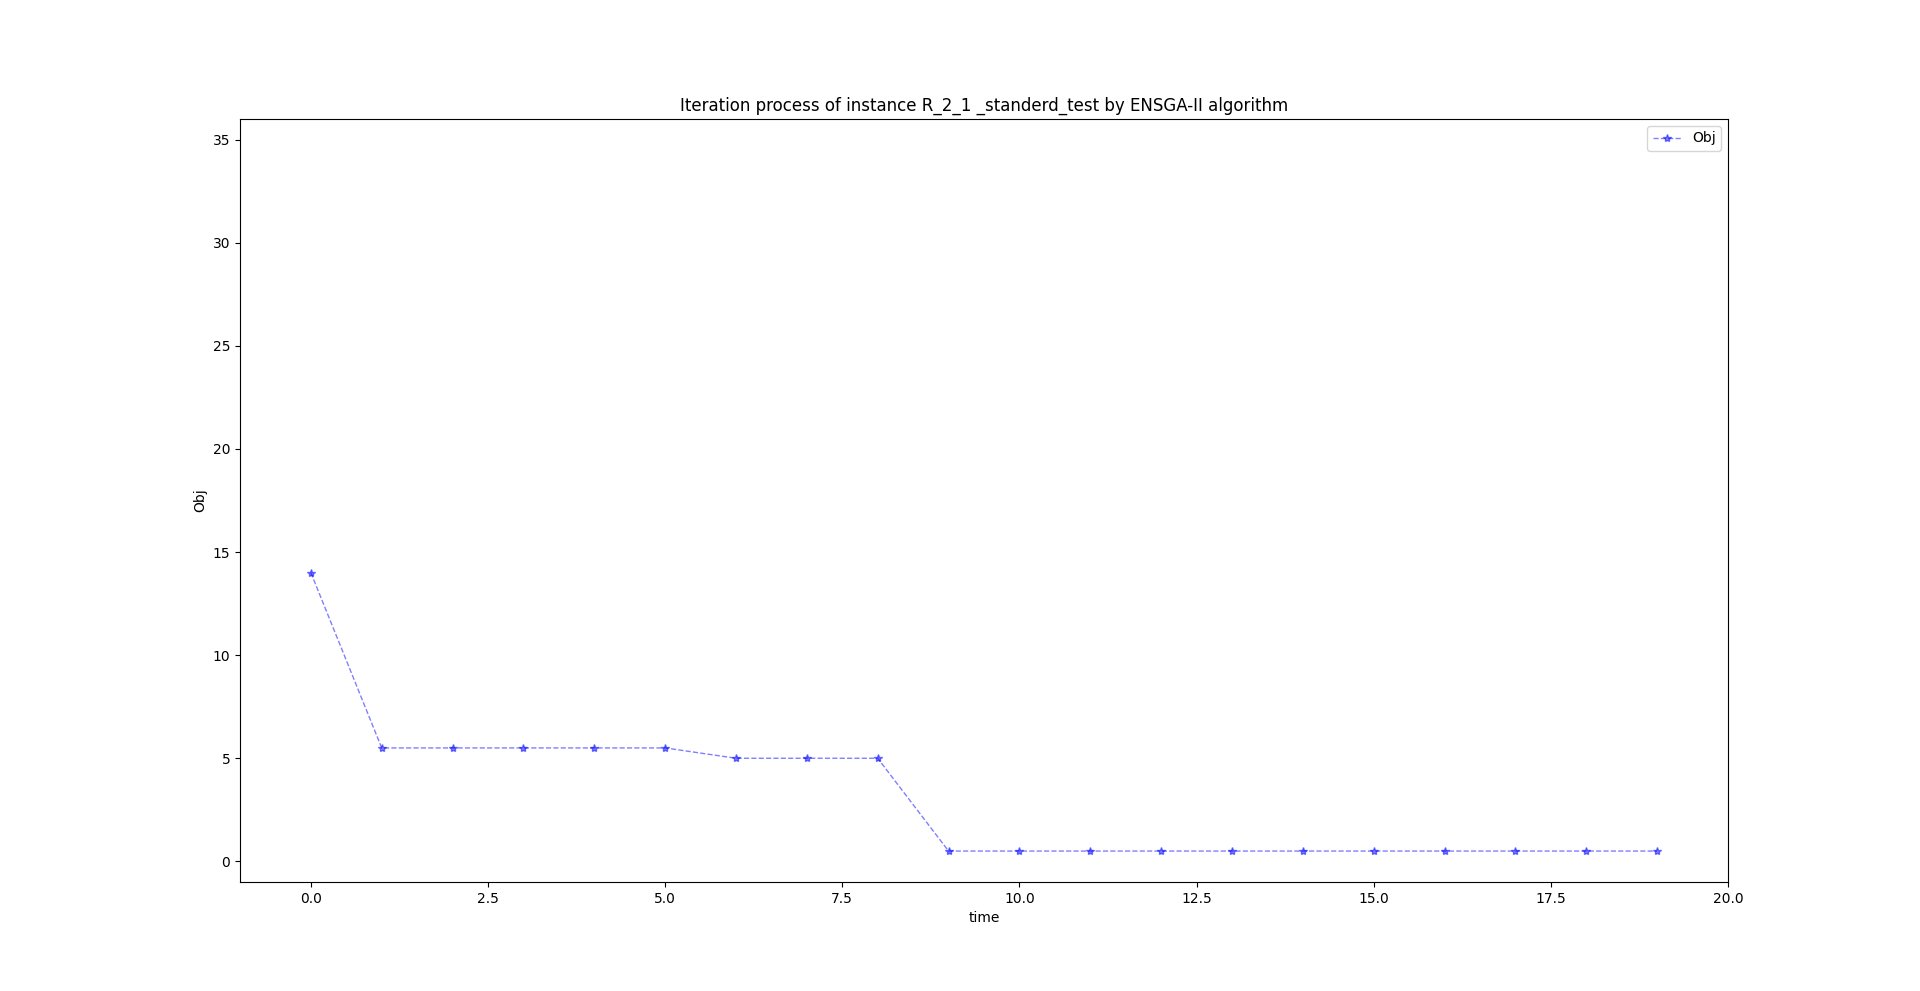 Iteration process of instance R_2_1 _standerd_test by ENSGA-II algorithm
Obj
35
30
25
20
15
10
5
0
Obj
0.0 2.5 5.0 7.5 10.0 12.5 15.0 17.5 20.0
time